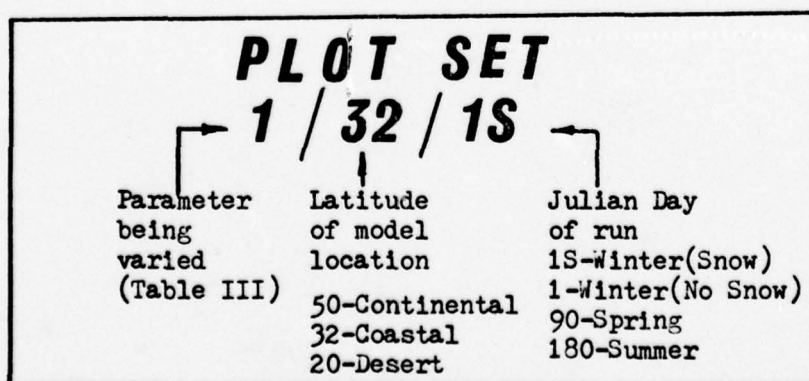 PLOT SET
1 / 32 / 1S
Parameter
being
varied
(Table III)
Latitude
of model
location
50-Continental
32-Coastal
20-Desert
Julian Day
of run
1S-Winter(Snow)
1-Winter(No Snow)
90-Spring
180-Summer